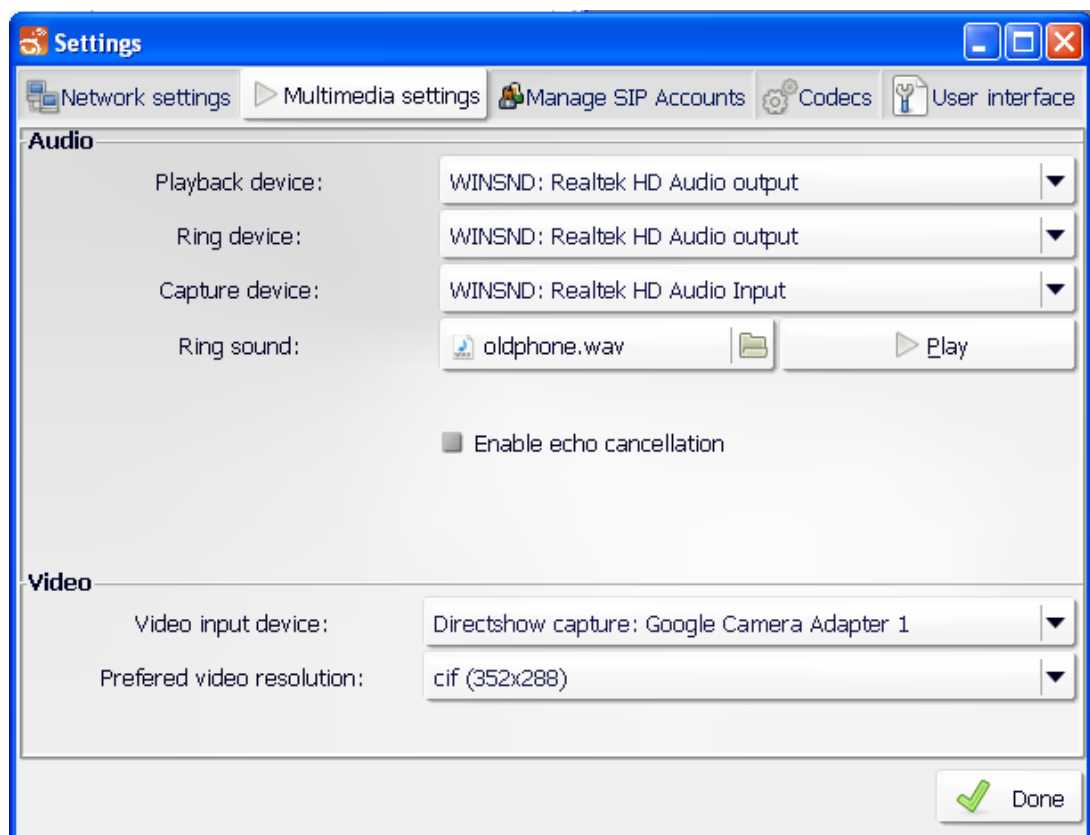 Settings
Network settings Multimedia settings Manage SIP Accounts Codecs User interface
Audio
Playback device: WINSND: Realtek HD Audio output
Ring device: WINSND: Realtek HD Audio output
Capture device: WINSND: Realtek HD Audio Input
Ring sound: oldphone.wav Play
Enable echo cancellation
Video
Video input device: Directshow capture: Google Camera Adapter 1
Prefered video resolution: cif (352x288)
Done